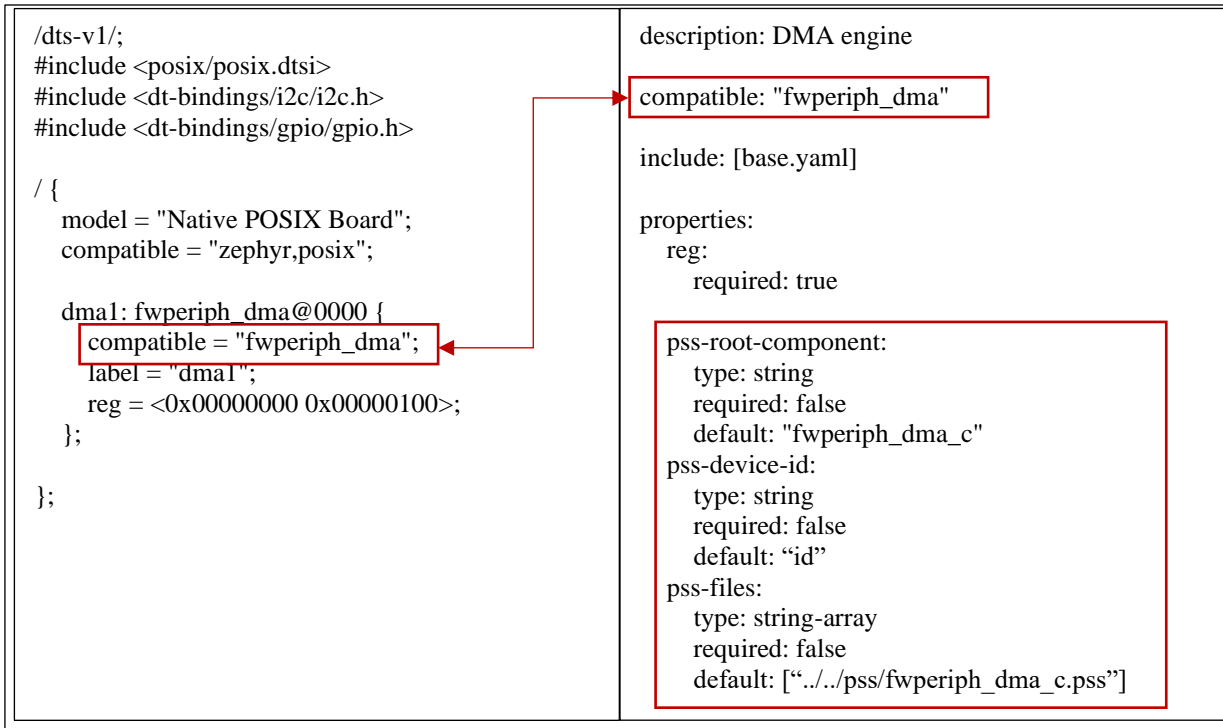 /dts-v1/;
#include <posix/posix.dtsi>
#include <dt-bindings/i2c/i2c.h>
#include <dt-bindings/gpio/gpio.h>
/ {
model = "Native POSIX Board";
compatible = "zephyr,posix";
dma1: fwperiph_dma@0000 {
compatible = "fwperiph_dma";
label = "dma1";
reg = <0x00000000 0x00000100>;
};
};
description: DMA engine
compatible: "fwperiph_dma"
include: [base.yaml]
properties:
reg:
required: true
pss-root-component:
type: string
required: false
default: "fwperiph_dma_c"
pss-device-id:
type: string
required: false
default: “id”
pss-files:
type: string-array
required: false
default: [“../../pss/fwperiph_dma_c.pss”]